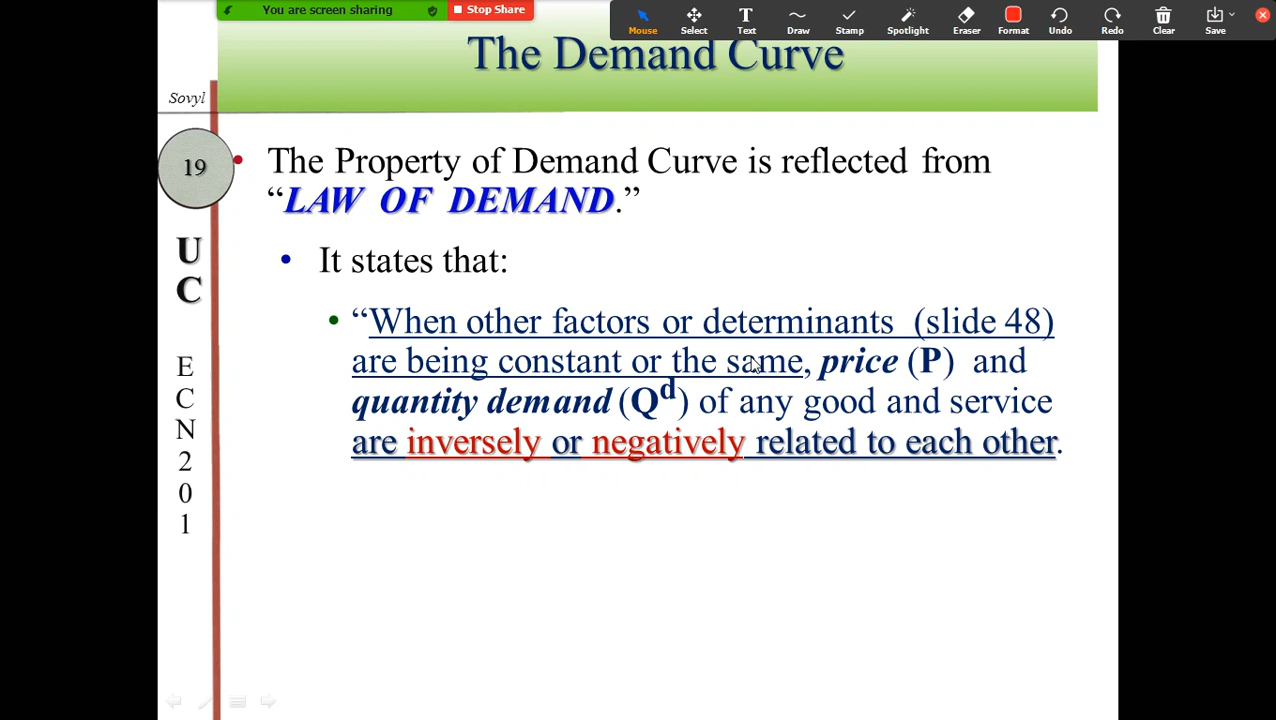 You are screen sharing
Stop Share
Mouse
Select
Text
Draw
Stamp
Spotlight
Eraser
Format
Undo
Redo
Clear
Save
The Demand Curve
Sovyl
19
U
C
E
C
N
2
0
1
• The Property of Demand Curve is reflected from
“LAW OF DEMAND.”
• It states that:
• “When other factors or determinants (slide 48)
are being constant or the same, price (P) and
quantity demand (Qᵈ) of any good and service
are inversely or negatively related to each other.